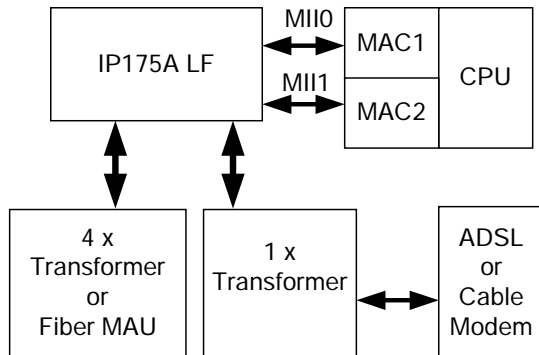 IP175A LF
MII0
MII1
MAC1
MAC2
CPU
4 x
Transformer
or
Fiber MAU
1 x
Transformer
ADSL
or
Cable
Modem